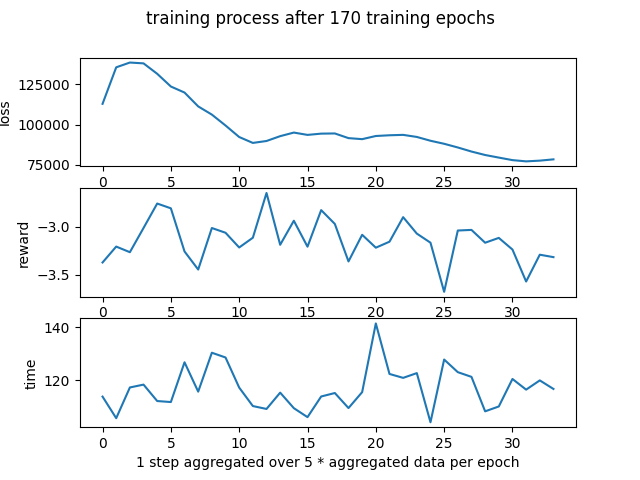 training process after 170 training epochs
125000
100000
75000
loss
0 5 10 15 20 25 30
−3.0
−3.5
reward
0 5 10 15 20 25 30
140
120
time
0 5 10 15 20 25 30
1 step aggregated over 5 * aggregated data per epoch